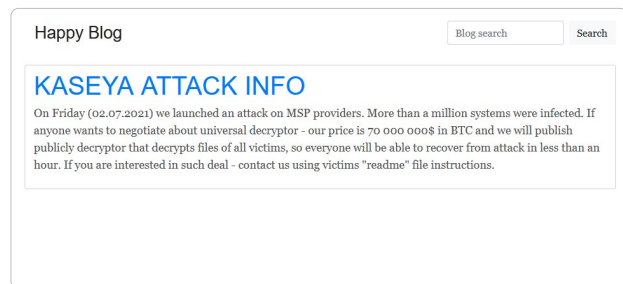 Happy Blog
Blog search
Search
KASEYA ATTACK INFO
On Friday (02.07.2021) we launched an attack on MSP providers. More than a million systems were infected. If
anyone wants to negotiate about universal decryptor - our price is 70 000 000$ in BTC and we will publish
publicly decryptor that decrypts files of all victims, so everyone will be able to recover from attack in less than an
hour. If you are interested in such deal - contact us using victims "readme" file instructions.